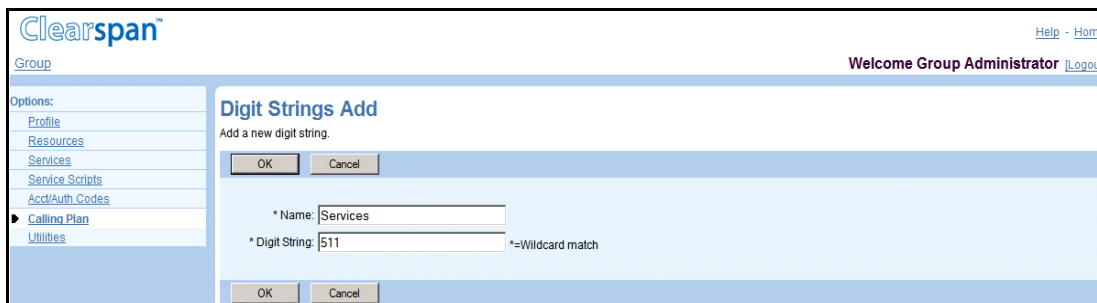 Clearspan™
Help - Hom
Group
Welcome Group Administrator [Logou
Options:
Profile
Resources
Services
Service Scripts
Acct/Auth Codes
Calling Plan
Utilities
Digit Strings Add
Add a new digit string.
OK Cancel
* Name: Services
* Digit String: 511 *=Wildcard match
OK Cancel